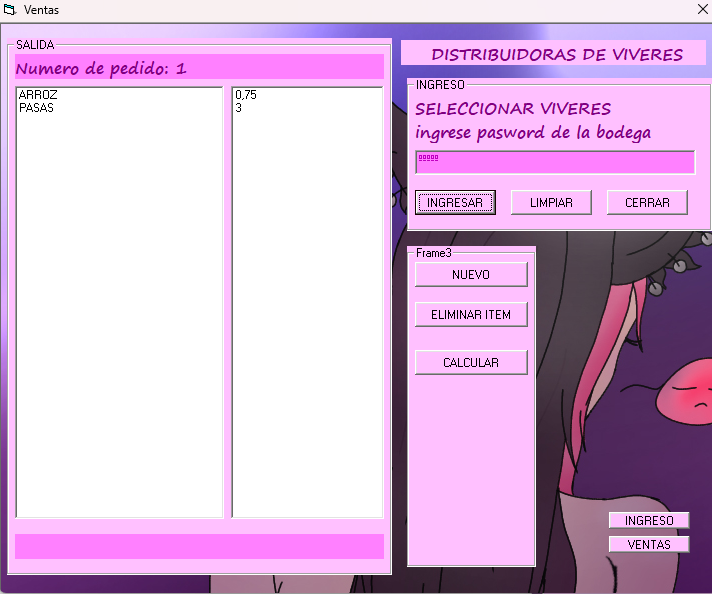 Ventas
SALIDA
Numero de pedido: 1
ARROZ
PASAS
0,75
3
DISTRIBUIDORAS DE VIVERES
INGRESO
SELECCIONAR VIVERES
ingrese pasword de la bodega
INGRESAR
LIMPIAR
CERRAR
Frame3
NUEVO
ELIMINAR ITEM
CALCULAR
INGRESO
VENTAS